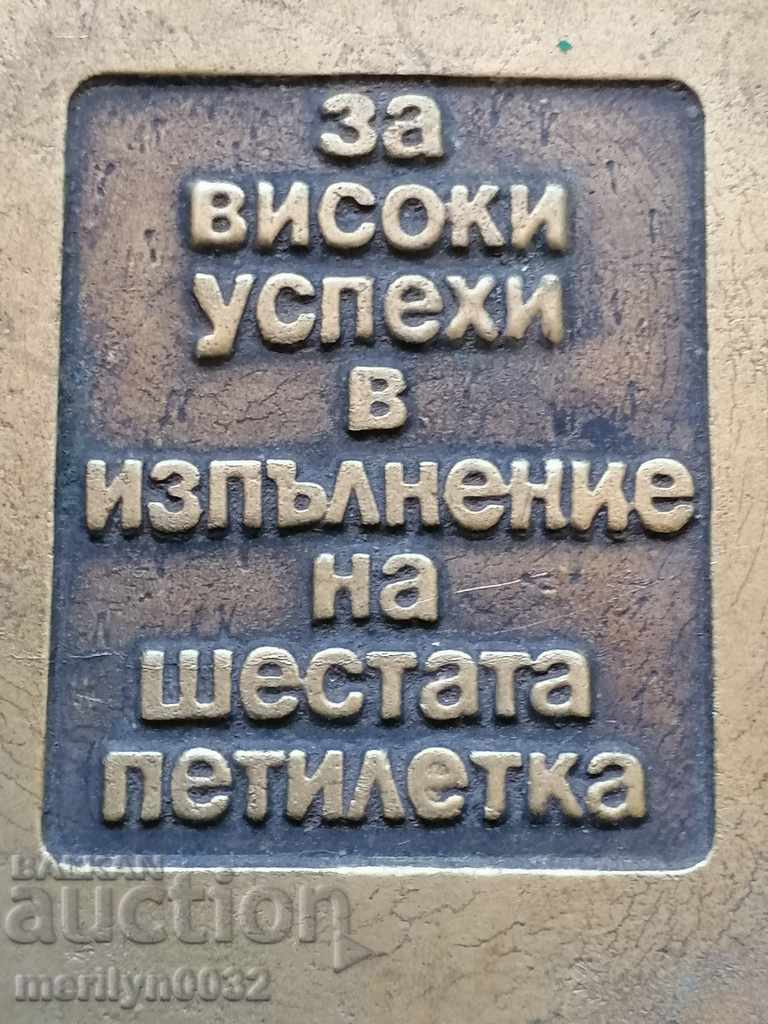 за
високи
успехи
в
изпълнение
на
шестата
петилетка
BALKAN
auction
merilyn0032